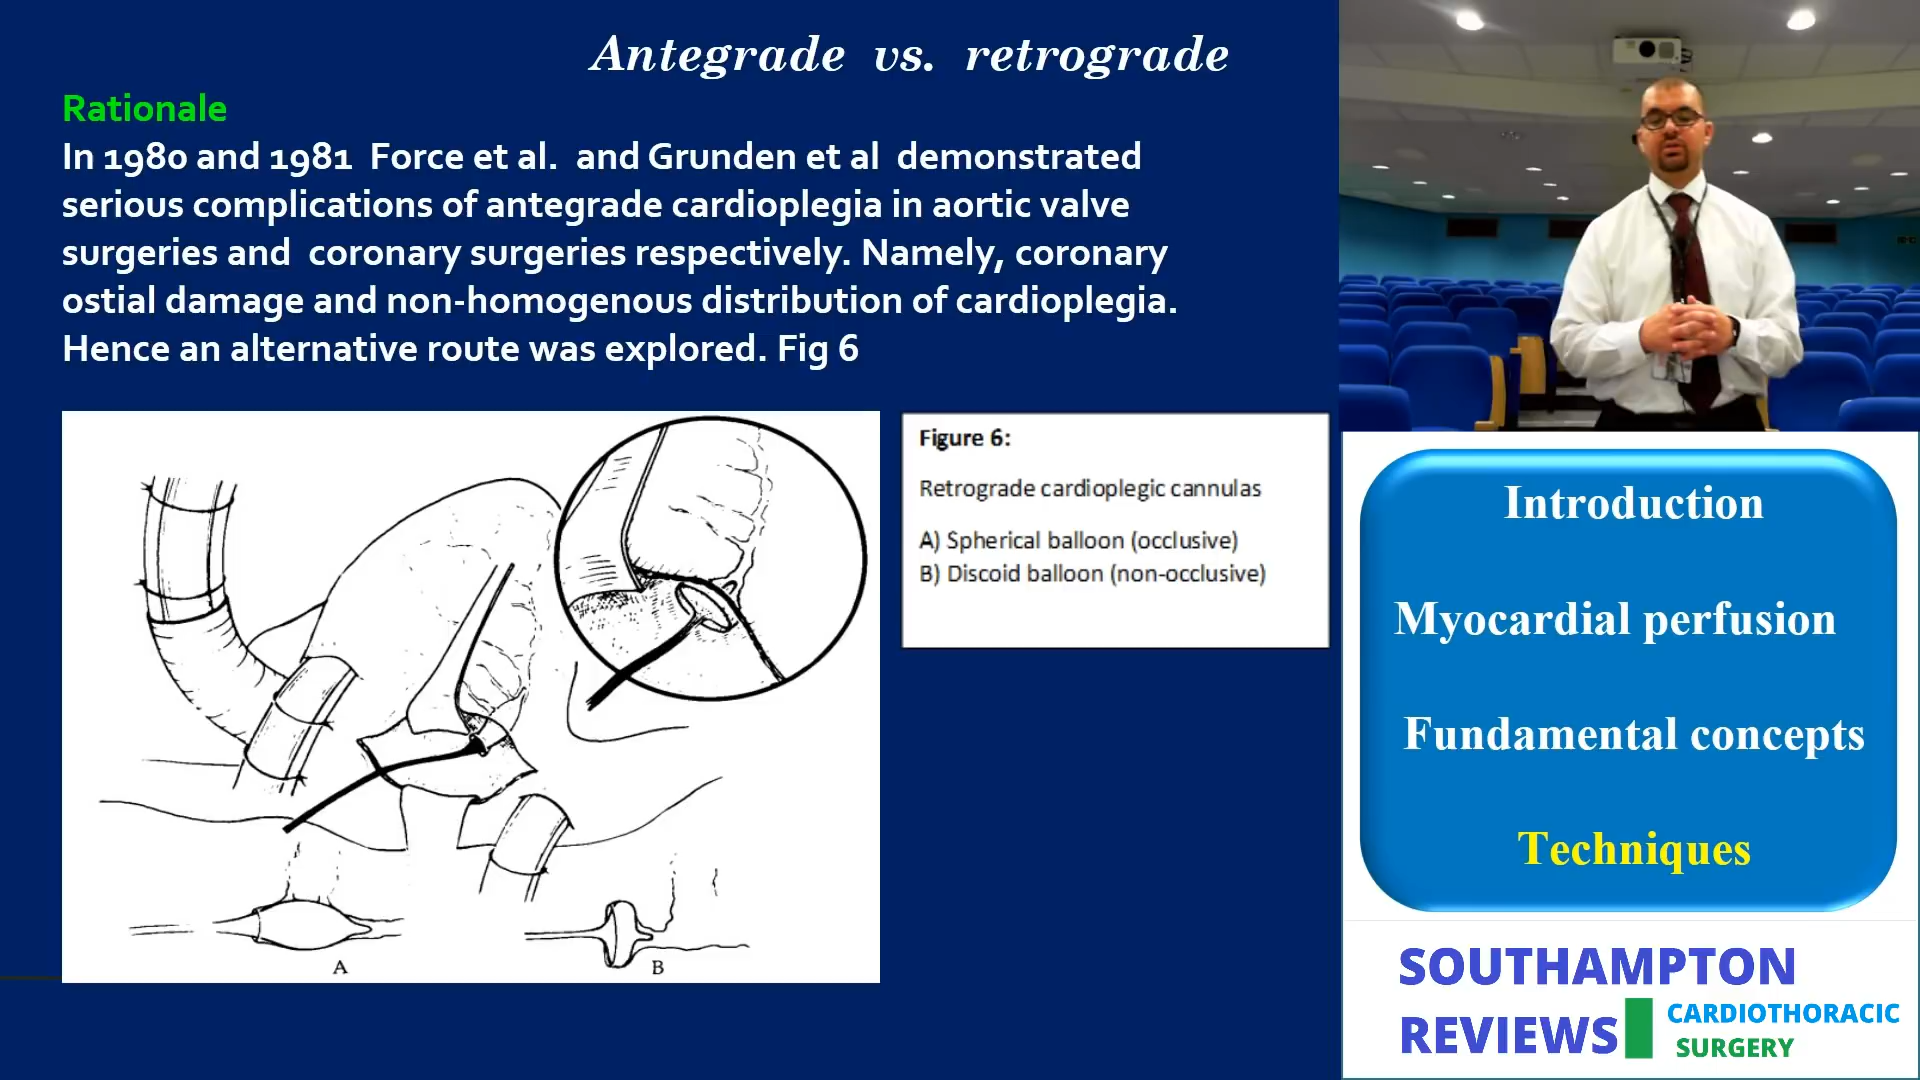 Antegrade vs. retrograde
Rationale
In 1980 and 1981 Force et al. and Grunden et al demonstrated
serious complications of antegrade cardioplegia in aortic valve
surgeries and coronary surgeries respectively. Namely, coronary
ostial damage and non-homogenous distribution of cardioplegia.
Hence an alternative route was explored. Fig 6
A
B
Figure 6:
Retrograde cardioplegic cannulas
A) Spherical balloon (occlusive)
B) Discoid balloon (non-occlusive)
Introduction
Myocardial perfusion
Fundamental concepts
Techniques
SOUTHAMPTON
REVIEWS
CARDIOTHORACIC
SURGERY